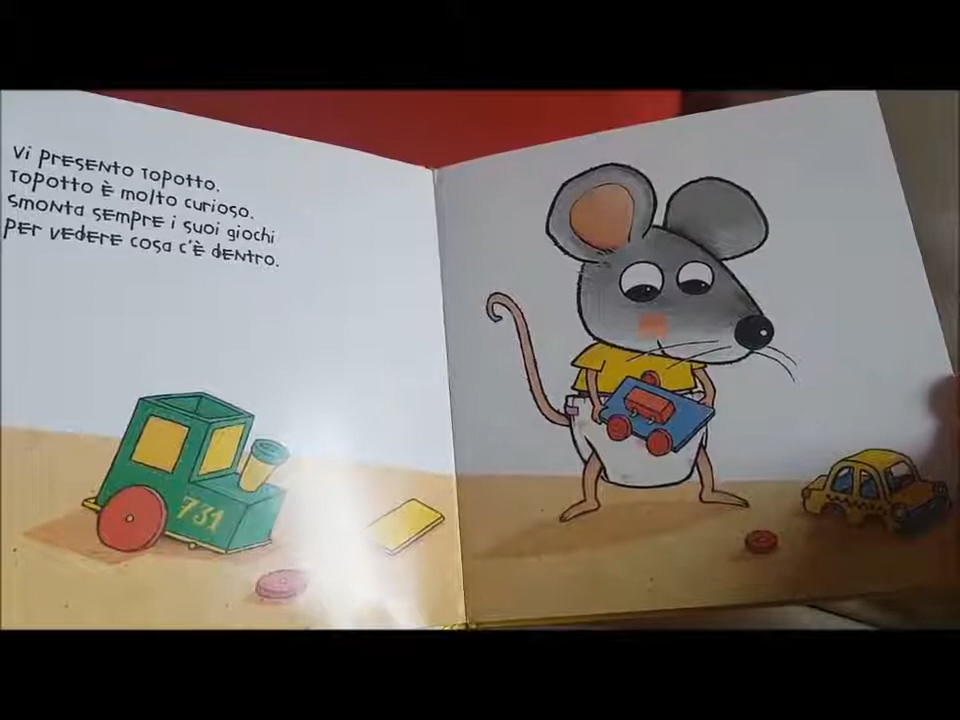 Vi presento Topotto.
Topotto è molto curioso.
Smonta sempre i suoi giochi
per vedere cosa c'è dentro.
731